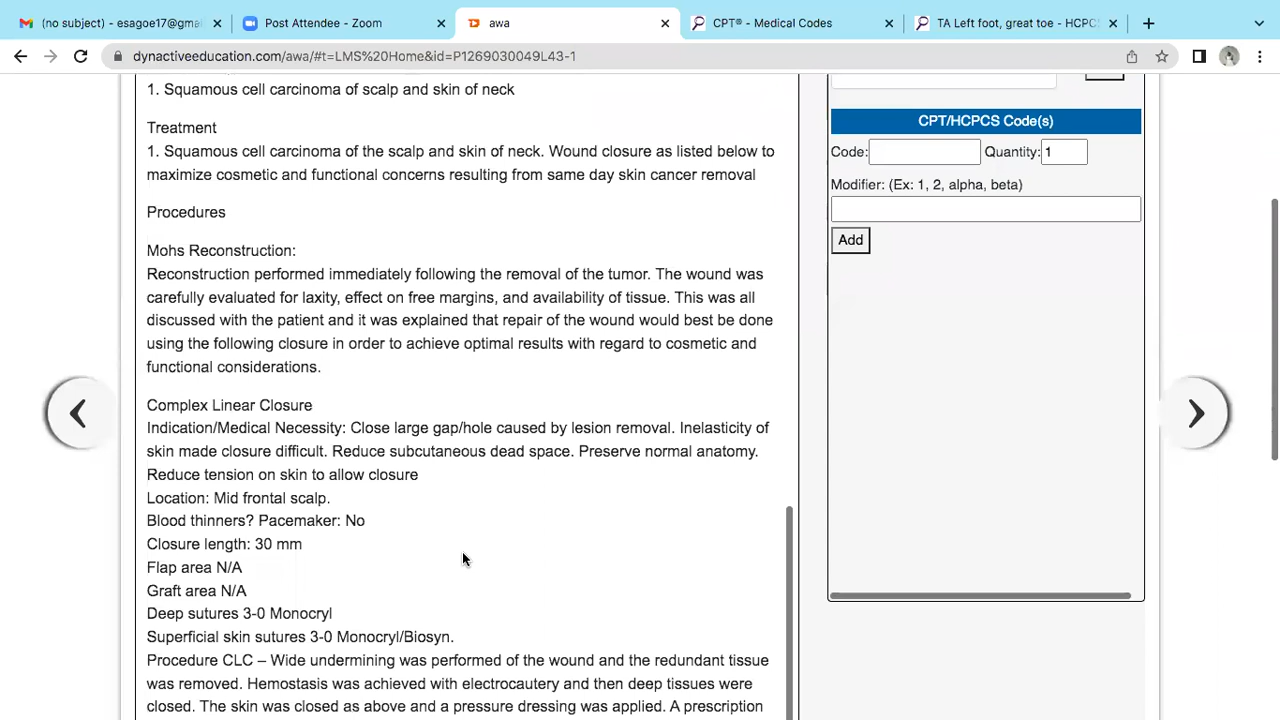 (no subject) - esagoe17@gma
Post Attendee - Zoom
awa
CPT® - Medical Codes
TA Left foot, great toe - HCPC
dynactiveeducation.com/awa/#t=LMS%20Home&id=P1269030049L43-1
1. Squamous cell carcinoma of scalp and skin of neck
Treatment
1. Squamous cell carcinoma of the scalp and skin of neck. Wound closure as listed below to
maximize cosmetic and functional concerns resulting from same day skin cancer removal
Procedures
Mohs Reconstruction:
Reconstruction performed immediately following the removal of the tumor. The wound was
carefully evaluated for laxity, effect on free margins, and availability of tissue. This was all
discussed with the patient and it was explained that repair of the wound would best be done
using the following closure in order to achieve optimal results with regard to cosmetic and
functional considerations.
Complex Linear Closure
Indication/Medical Necessity: Close large gap/hole caused by lesion removal. Inelasticity of
skin made closure difficult. Reduce subcutaneous dead space. Preserve normal anatomy.
Reduce tension on skin to allow closure
Location: Mid frontal scalp.
Blood thinners? Pacemaker: No
Closure length: 30 mm
Flap area N/A
Graft area N/A
Deep sutures 3-0 Monocryl
Superficial skin sutures 3-0 Monocryl/Biosyn.
Procedure CLC – Wide undermining was performed of the wound and the redundant tissue
was removed. Hemostasis was achieved with electrocautery and then deep tissues were
closed. The skin was closed as above and a pressure dressing was applied. A prescription
CPT/HCPCS Code(s)
Code: Quantity: 1
Modifier: (Ex: 1, 2, alpha, beta)
Add